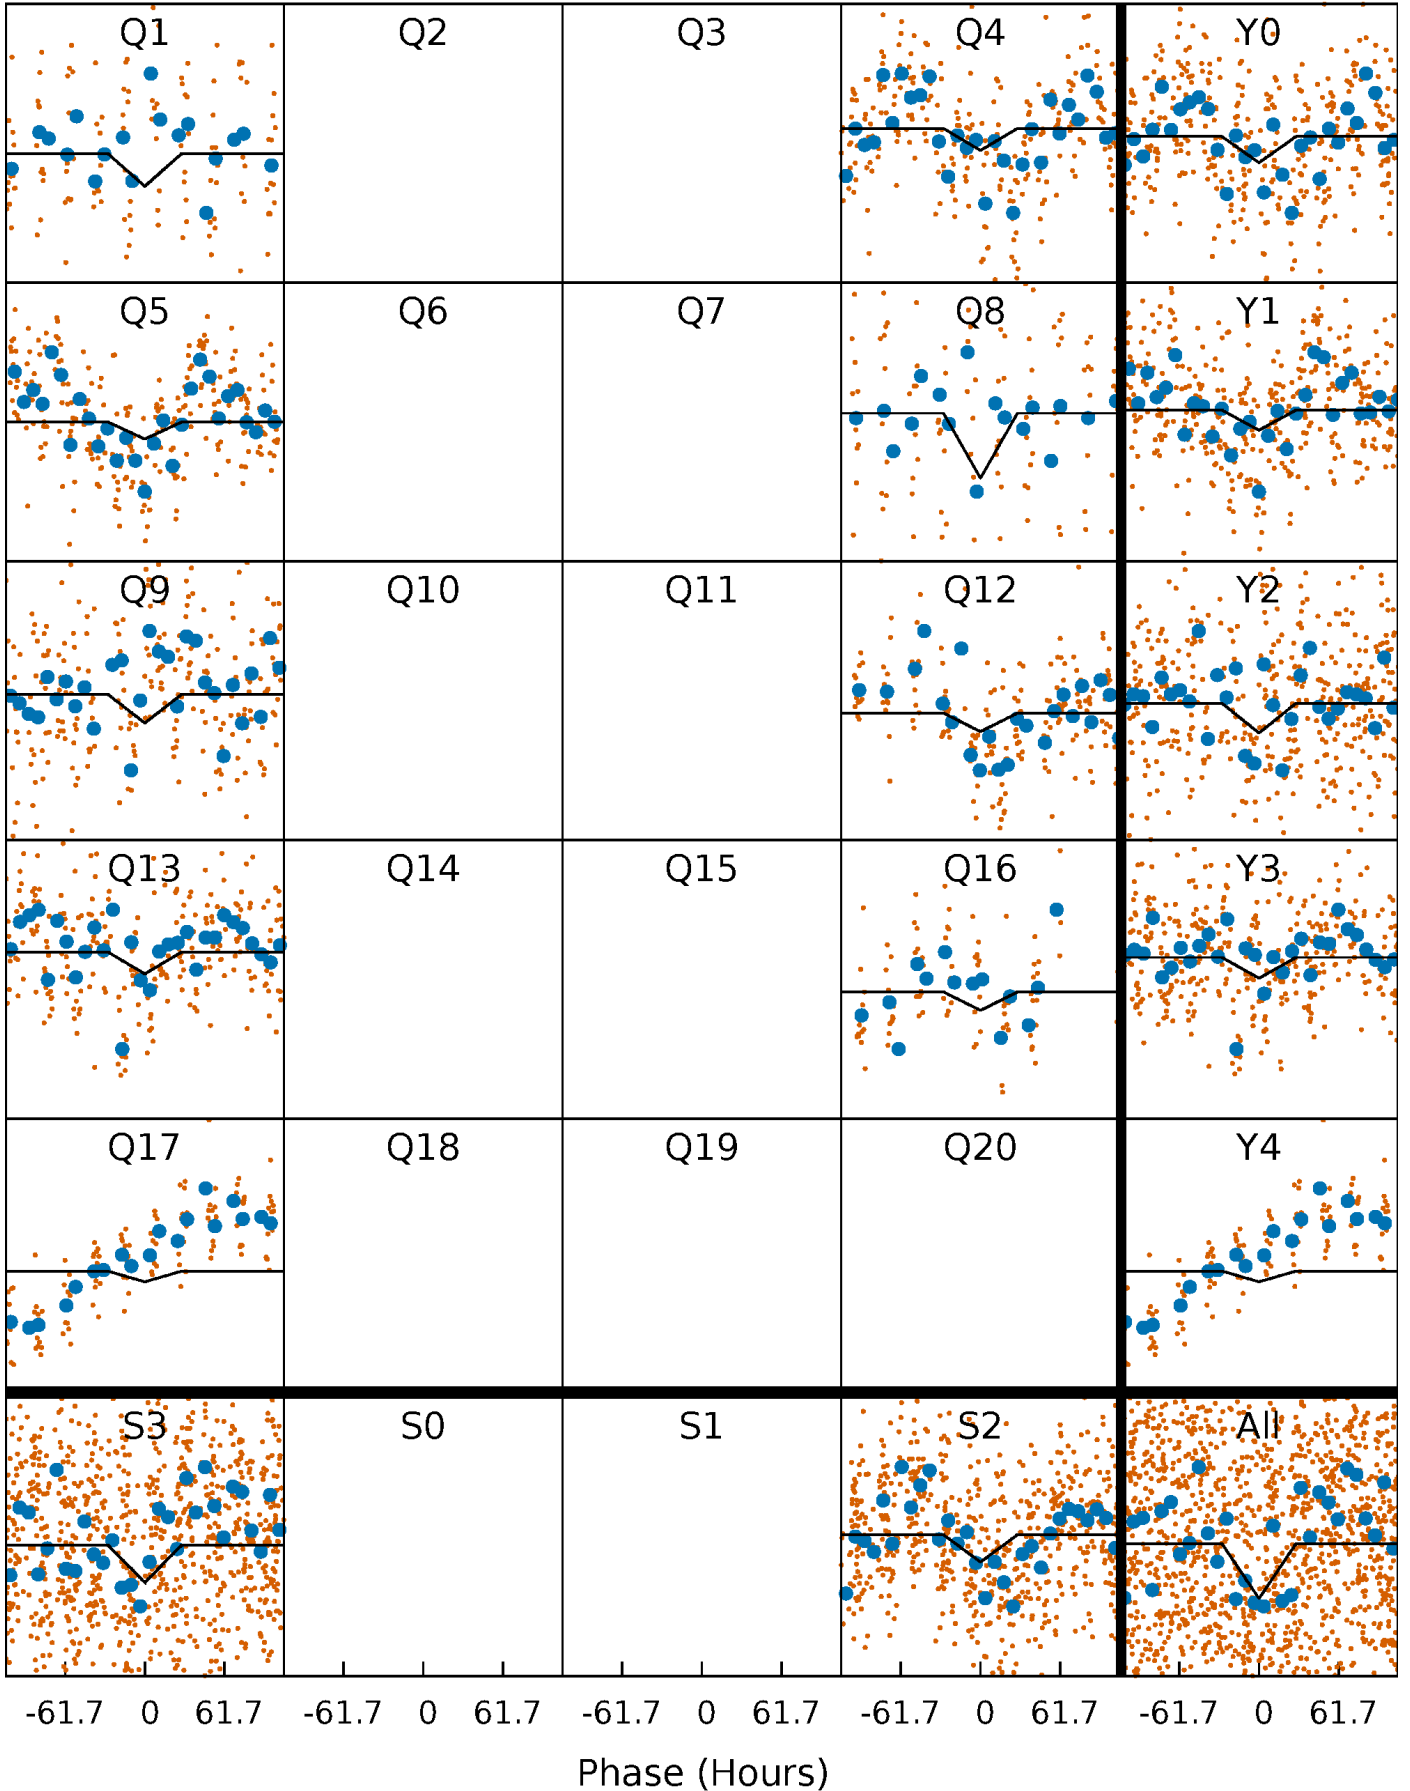 Q1 Q2 Q3 Q4 Y0
Q5 Q6 Q7 Q8 Y1
Q9 Q10 Q11 Q12 Y2
Q13 Q14 Q15 Q16 Y3
Q17 Q18 Q19 Q20 Y4
S3 S0 S1 S2 All
-61.7 0 61.7 -61.7 0 61.7 -61.7 0 61.7 -61.7 0 61.7 -61.7 0 61.7
Phase (Hours)